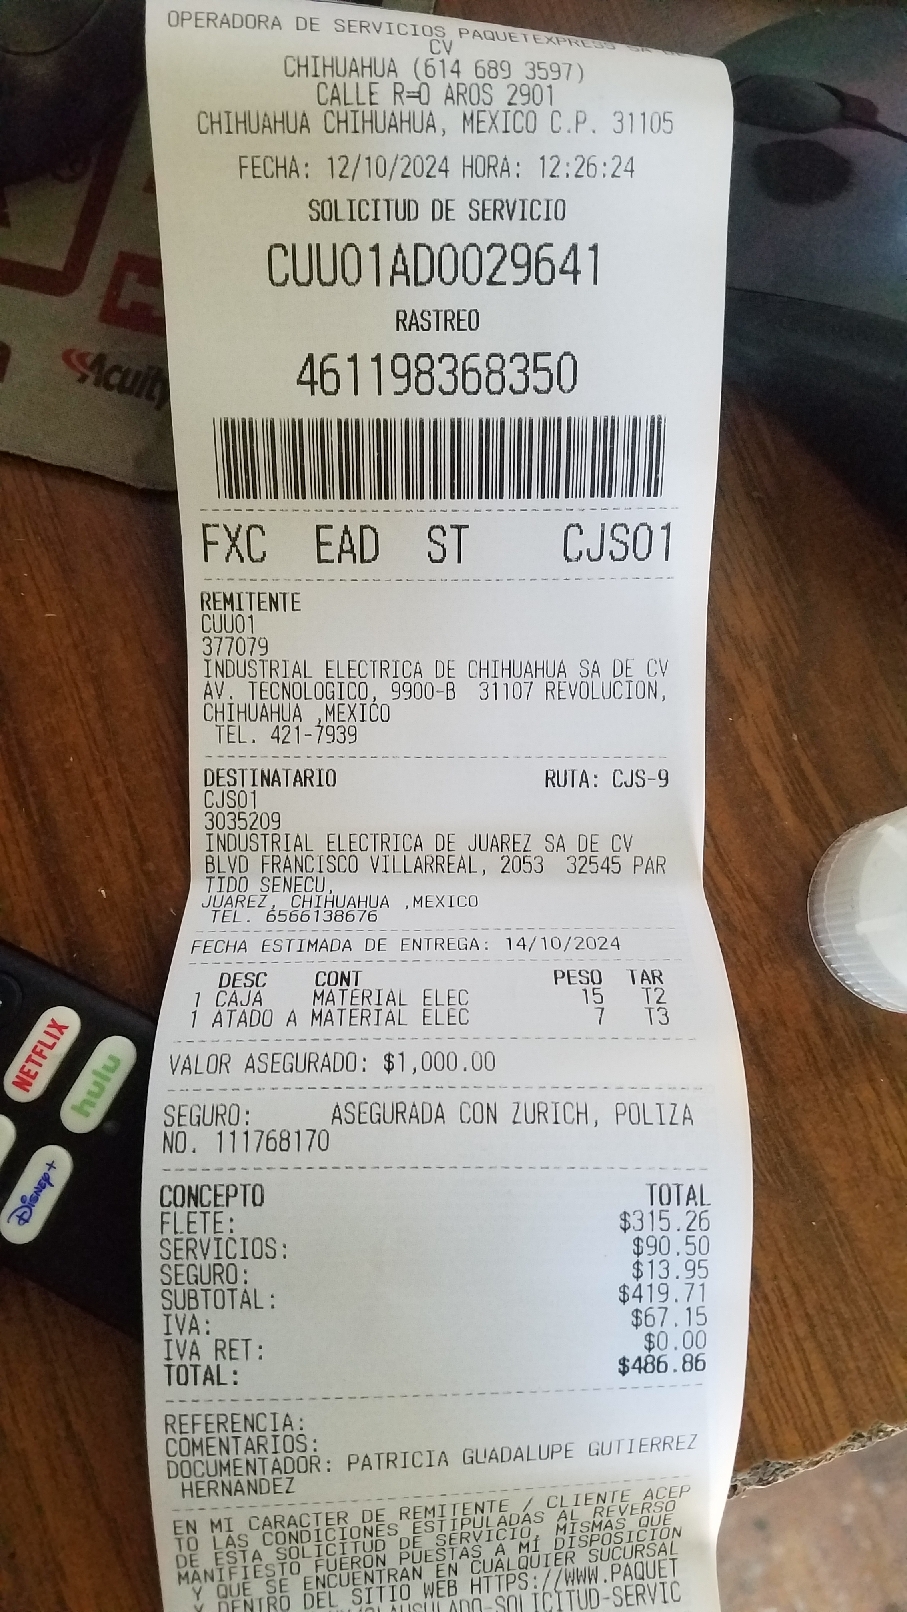 OPERADORA DE SERVICIOS PAQUETEXPRESS SA DE
CV
CHIHUAHUA (614 689 3597)
CALLE R=O AROS 2901
CHIHUAHUA CHIHUAHUA, MEXICO C.P. 31105
FECHA: 12/10/2024 HORA: 12:26:24
SOLICITUD DE SERVICIO
CUU01AD0029641
RASTREO
461198368350
Acuity
FXC EAD ST CJS01
REMITENTE
CUU01
377079
INDUSTRIAL ELECTRICA DE CHIHUAHUA SA DE CV
AV. TECNOLOGICO, 9900-B 31107 REVOLUCION,
CHIHUAHUA ,MEXICO
TEL. 421-7939
DESTINATARIO RUTA: CJS-9
CJS01
3035209
INDUSTRIAL ELECTRICA DE JUAREZ SA DE CV
BLVD FRANCISCO VILLARREAL, 2053 32545 PAR
TIDO SENECU,
JUAREZ, CHIHUAHUA ,MEXICO
TEL. 6566138676
FECHA ESTIMADA DE ENTREGA: 14/10/2024
DESC CONT PESO TAR
1 CAJA MATERIAL ELEC 15 T2
1 ATADO A MATERIAL ELEC 7 T3
VALOR ASEGURADO: $1,000.00
SEGURO: ASEGURADA CON ZURICH, POLIZA
NO. 111768170
CONCEPTO TOTAL
FLETE: $315.26
SERVICIOS: $90.50
SEGURO: $13.95
SUBTOTAL: $419.71
IVA: $67.15
IVA RET: $0.00
TOTAL: $486.86
REFERENCIA:
COMENTARIOS:
DOCUMENTADOR: PATRICIA GUADALUPE GUTIERREZ
HERNANDEZ
EN MI CARACTER DE REMITENTE / CLIENTE ACEP
TO LAS CONDICIONES ESTIPULADAS AL REVERSO
DE ESTA SOLICITUD DE SERVICIO, MISMAS QUE
MANIFIESTO FUERON PUESTAS A MI DISPOSICION
Y QUE SE ENCUENTRAN EN CUALQUIER SUCURSAL
Y DENTRO DEL SITIO WEB HTTPS://WWW.PAQUET
CLAUSULADO-SOLICITUD-SERVIC
NETFLIX
hulu
Disney+